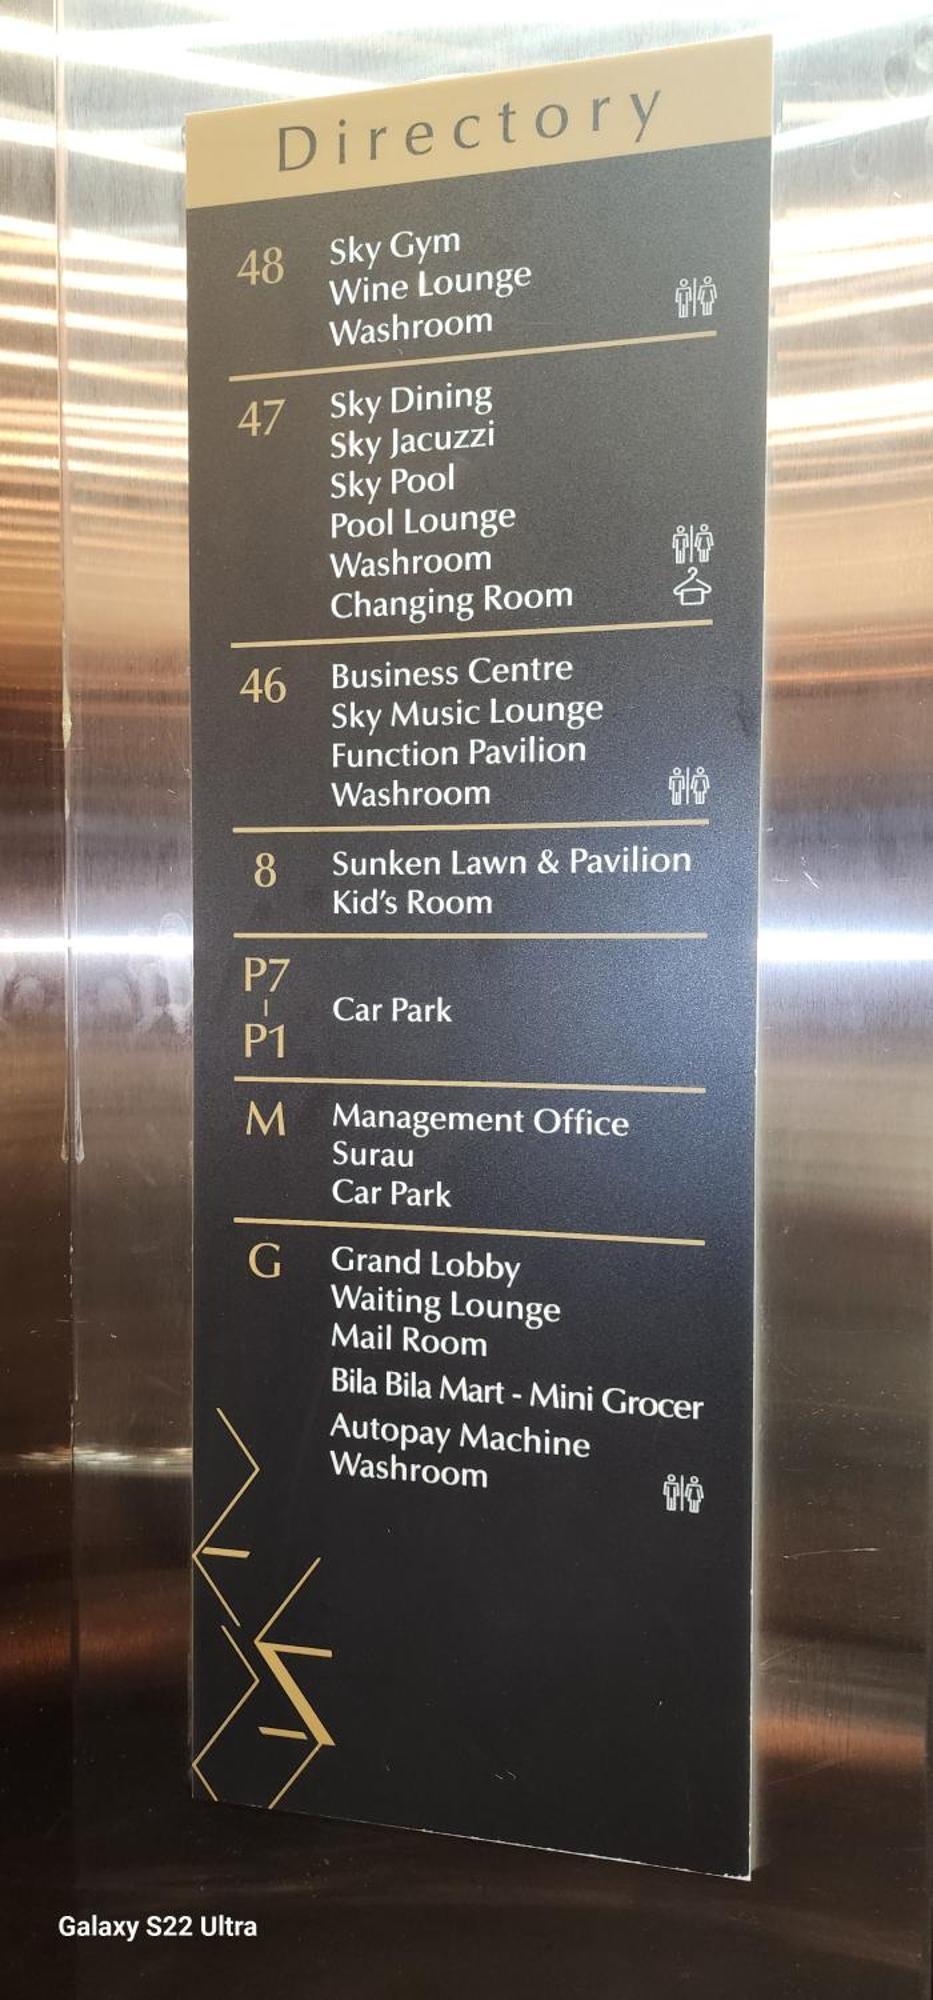 Directory
48
Sky Gym
Wine Lounge
Washroom
47
Sky Dining
Sky Jacuzzi
Sky Pool
Pool Lounge
Washroom
Changing Room
46
Business Centre
Sky Music Lounge
Function Pavilion
Washroom
8
Sunken Lawn & Pavilion
Kid's Room
P7
-
P1
Car Park
M
Management Office
Surau
Car Park
G
Grand Lobby
Waiting Lounge
Mail Room
Bila Bila Mart - Mini Grocer
Autopay Machine
Washroom
Galaxy S22 Ultra